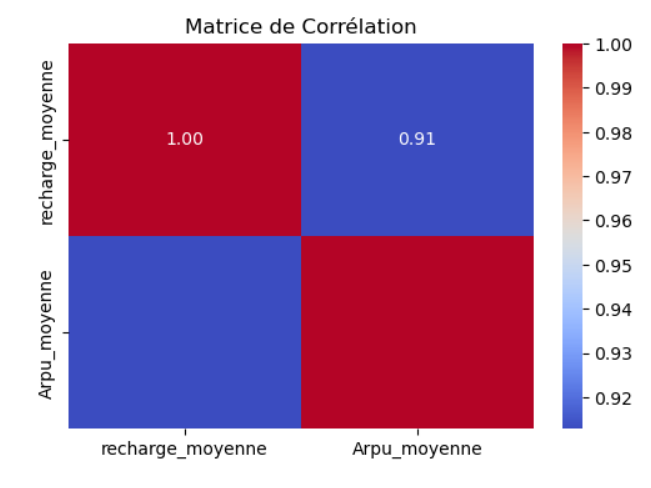 Matrice de Corrélation
recharge_moyenne
Arpu_moyenne
1.00
0.91
recharge_moyenne
Arpu_moyenne
1.00
0.99
0.98
0.97
0.96
0.95
0.94
0.93
0.92